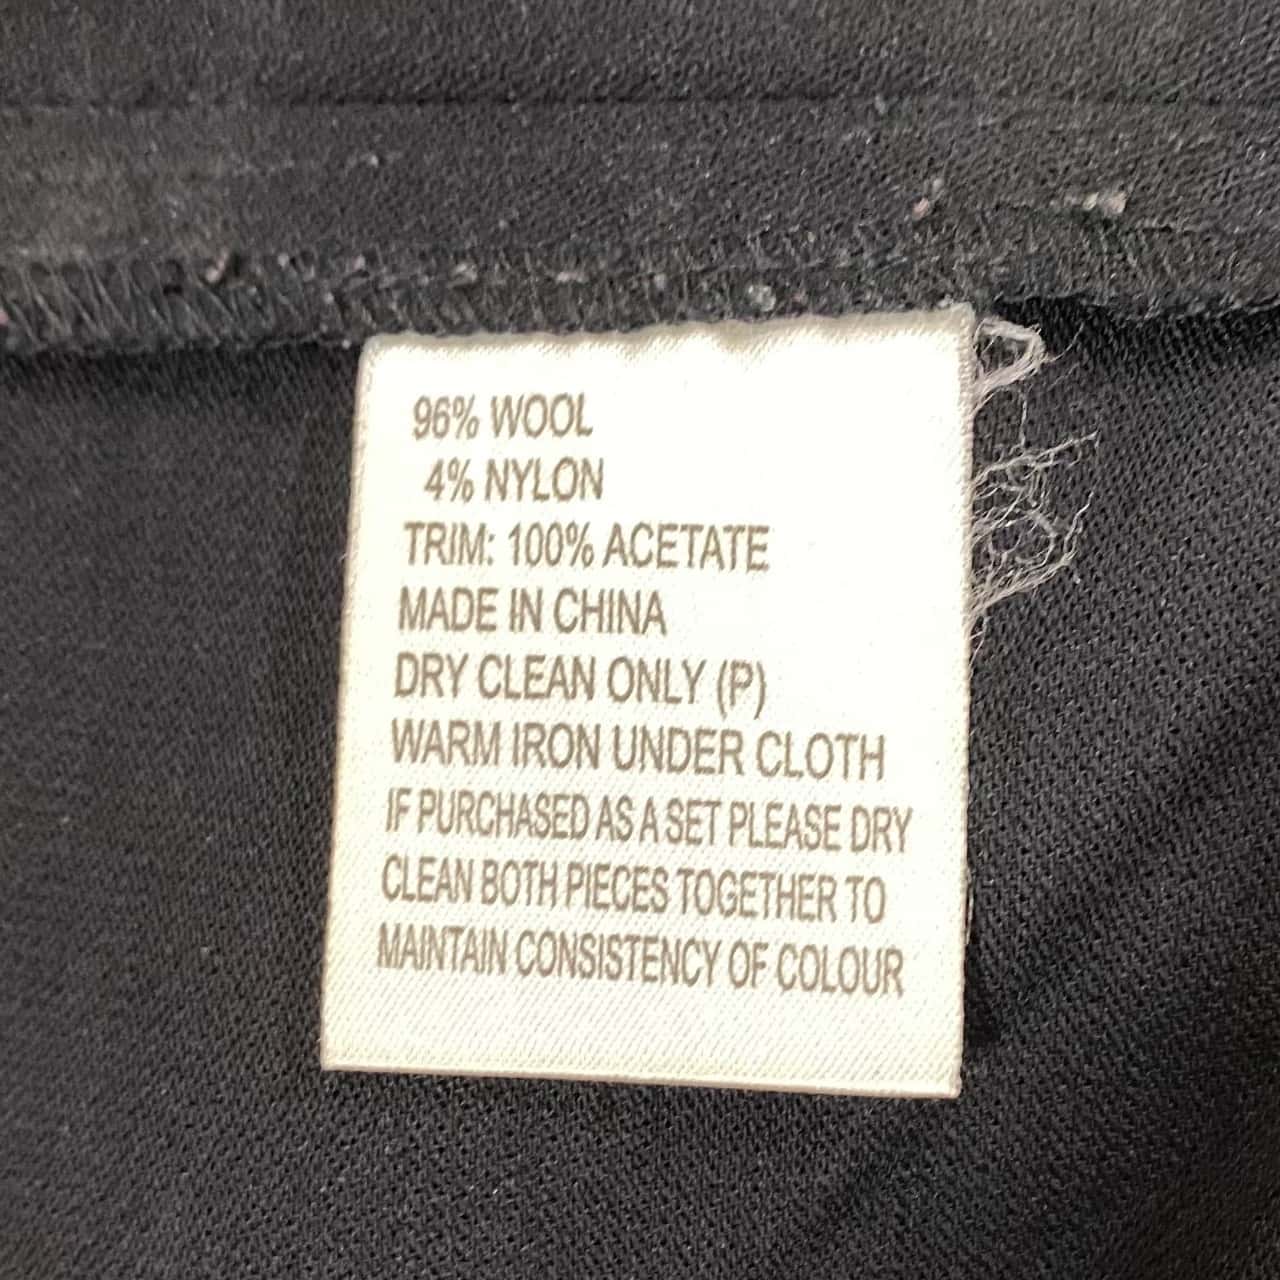 96% WOOL
4% NYLON
TRIM: 100% ACETATE
MADE IN CHINA
DRY CLEAN ONLY (P)
WARM IRON UNDER CLOTH
IF PURCHASED AS A SET PLEASE DRY
CLEAN BOTH PIECES TOGETHER TO
MAINTAIN CONSISTENCY OF COLOUR